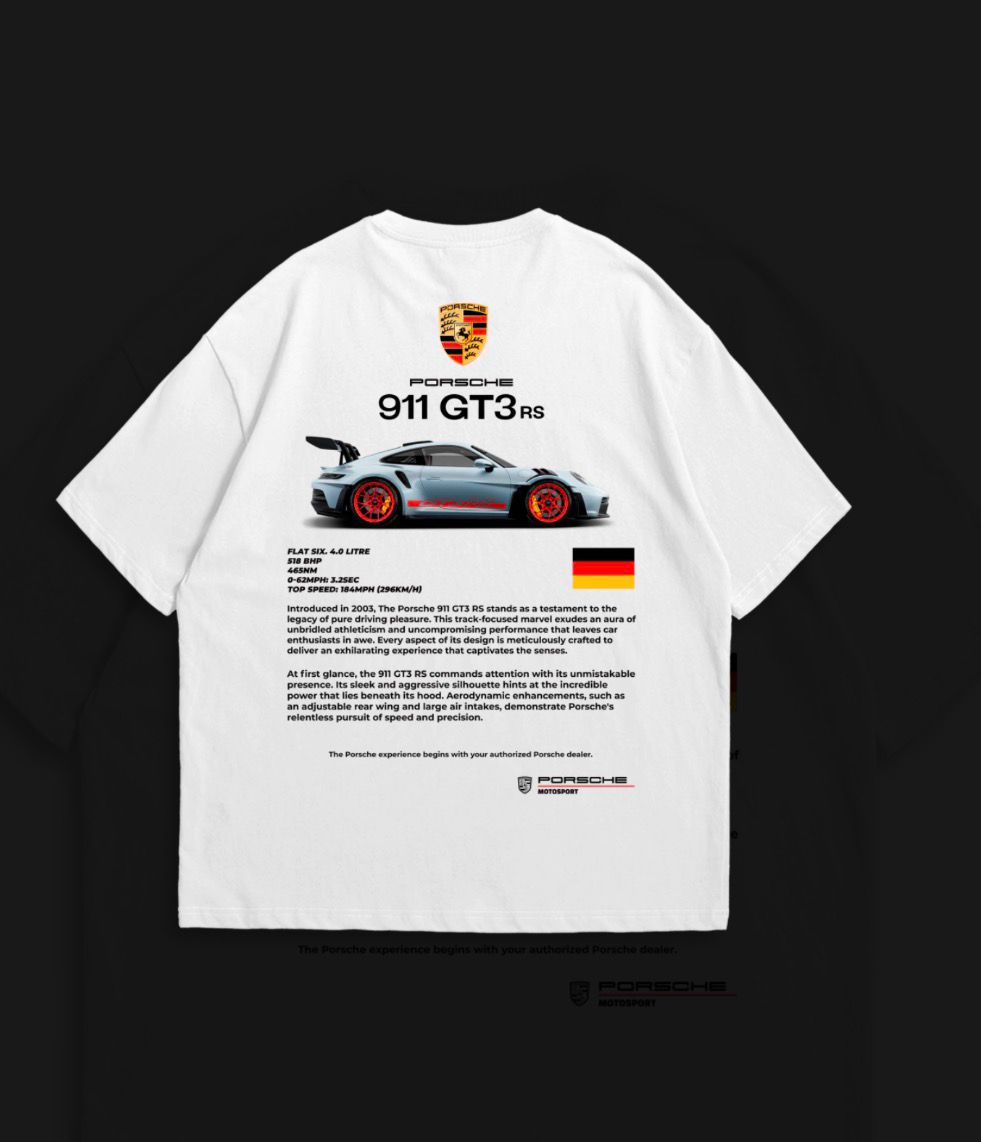 PORSCHE
PORSCHE
911 GT3 RS
FLAT SIX. 4.0 LITRE
518 BHP
465NM
0-62MPH: 3.2SEC
TOP SPEED: 184MPH (296KM/H)
Introduced in 2003, The Porsche 911 GT3 RS stands as a testament to the
legacy of pure driving pleasure. This track-focused marvel exudes an aura of
unbridled athleticism and uncompromising performance that leaves car
enthusiasts in awe. Every aspect of its design is meticulously crafted to
deliver an exhilarating experience that captivates the senses.
At first glance, the 911 GT3 RS commands attention with its unmistakable
presence. Its sleek and aggressive silhouette hints at the incredible
power that lies beneath its hood. Aerodynamic enhancements, such as
an adjustable rear wing and large air intakes, demonstrate Porsche's
relentless pursuit of speed and precision.
The Porsche experience begins with your authorized Porsche dealer.
PORSCHE
MOTOSPORT
of
e
The Porsche experience begins with your authorized Porsche dealer.
PORSCHE
MOTOSPORT